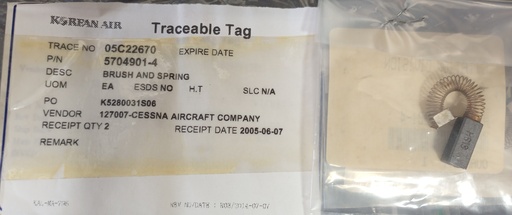 KOREAN AIR Traceable Tag
TRACE NO 05C22670 EXPIRE DATE
P/N 5704901-4
DESC BRUSH AND SPRING
UOM EA ESDS NO H.T SLC N/A
PO K5280031S06
VENDOR 127007-CESSNA AIRCRAFT COMPANY
RECEIPT QTY 2 RECEIPT DATE 2005-06-07
REMARK